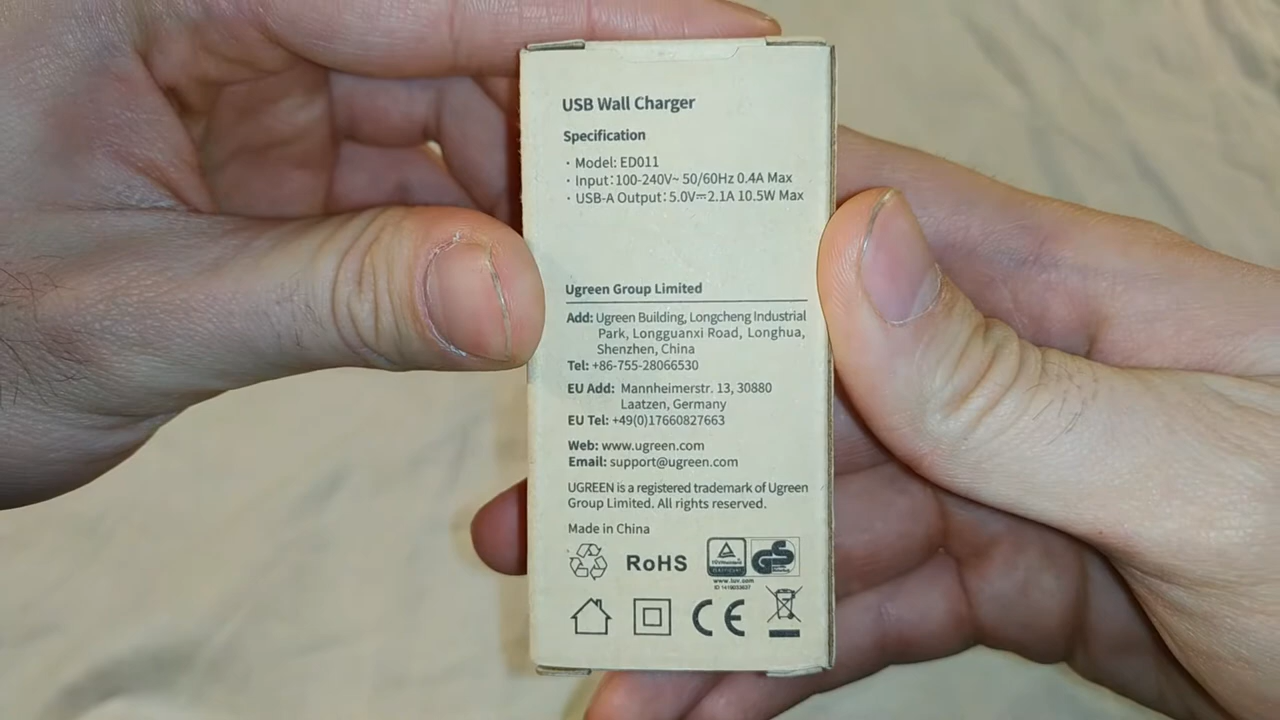 USB Wall Charger
Specification
· Model: ED011
· Input:100-240V~ 50/60Hz 0.4A Max
· USB-A Output:5.0V⎓2.1A 10.5W Max
Ugreen Group Limited
Add: Ugreen Building, Longcheng Industrial
Park, Longguanxi Road, Longhua,
Shenzhen, China
Tel: +86-755-28066530
EU Add: Mannheimerstr. 13, 30880
Laatzen, Germany
EU Tel: +49(0)17660827663
Web: www.ugreen.com
Email: support@ugreen.com
UGREEN is a registered trademark of Ugreen
Group Limited. All rights reserved.
Made in China
RoHS
TÜVRheinland
www.tuv.com
CE